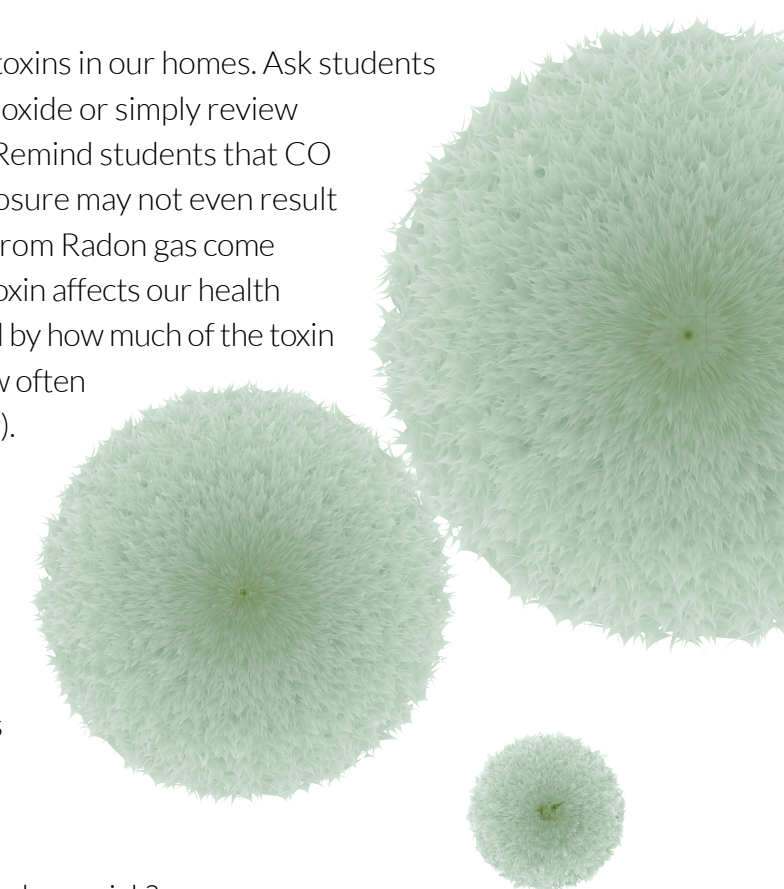 toxins in our homes. Ask students
oxide or simply review
Remind students that CO
osure may not even result
rom Radon gas come
oxin affects our health
by how much of the toxin
often
).
s